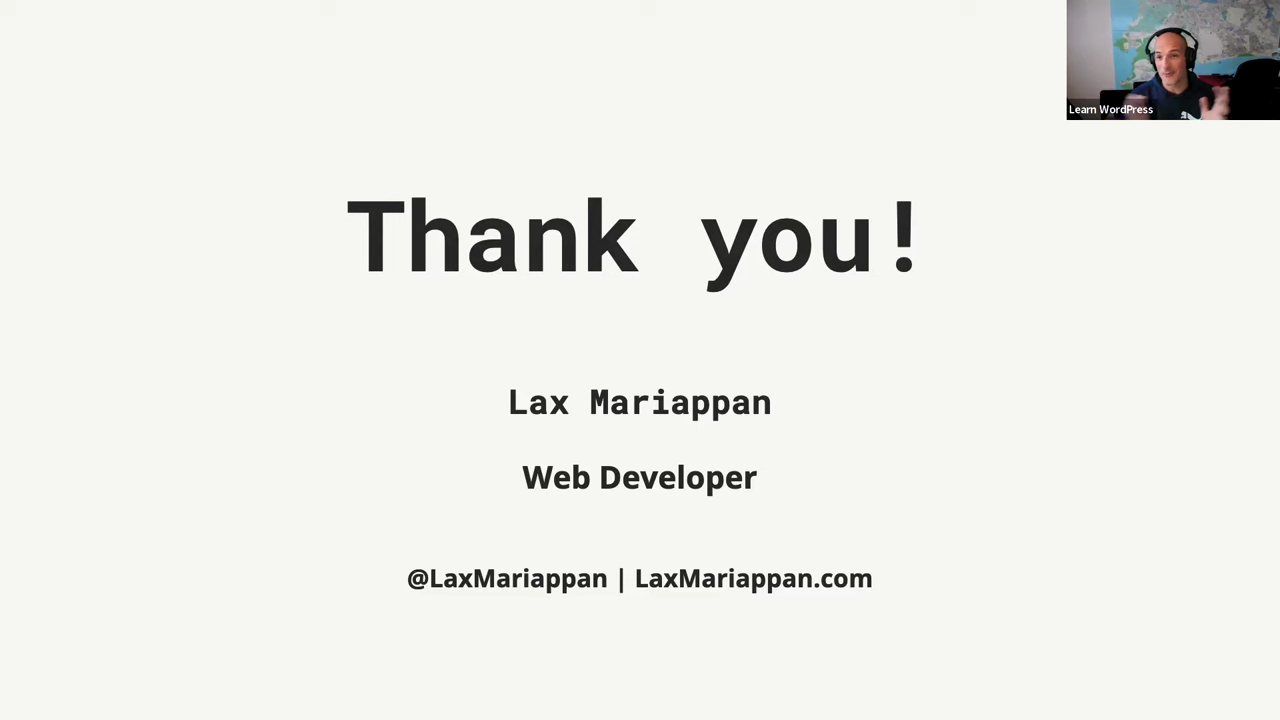 Learn WordPress
Thank you!
Lax Mariappan
Web Developer
@LaxMariappan | LaxMariappan.com